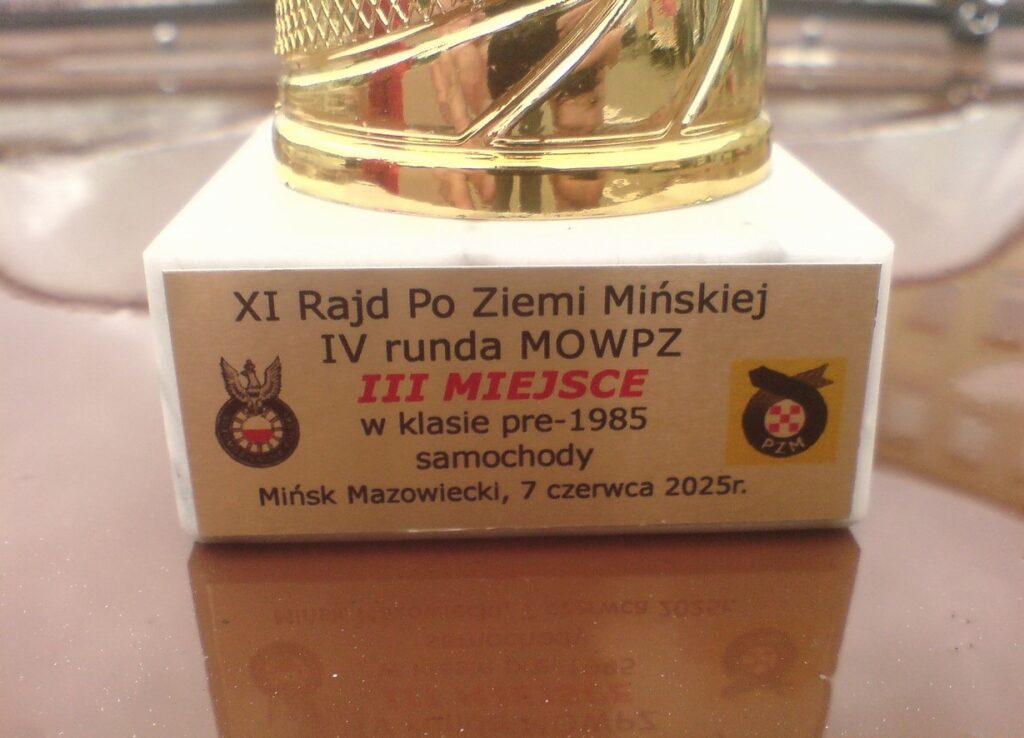 XI Rajd Po Ziemi Mińskiej
IV runda MOWPZ
III MIEJSCE
w klasie pre-1985
samochody
Mińsk Mazowiecki, 7 czerwca 2025r.
PZM